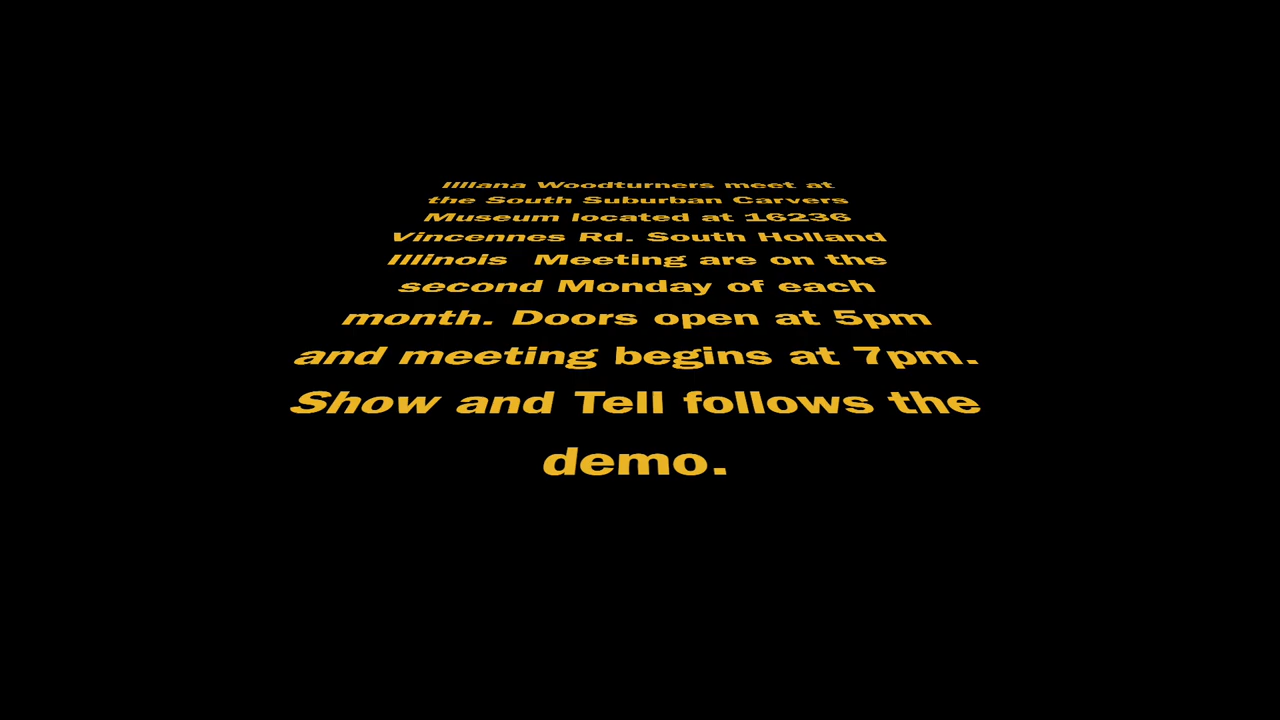 Illiana Woodturners meet at
the South Suburban Carvers
Museum located at 16236
Vincennes Rd. South Holland
Illinois  Meeting are on the
second Monday of each
month. Doors open at 5pm
and meeting begins at 7pm.
Show and Tell follows the
demo.